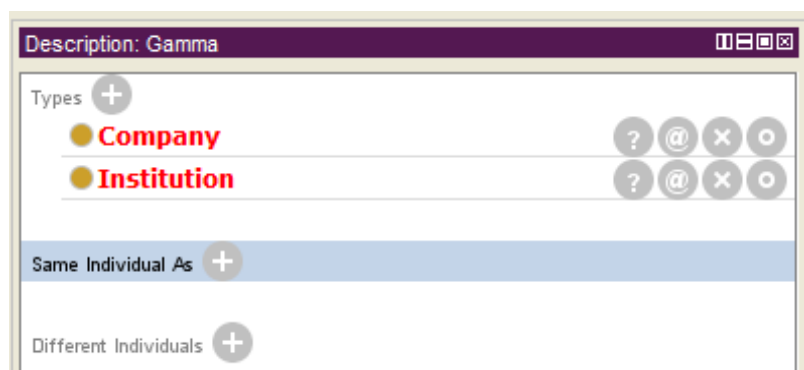 Description: Gamma
Types
Company ? @
Institution ? @
Same Individual As
Different Individuals